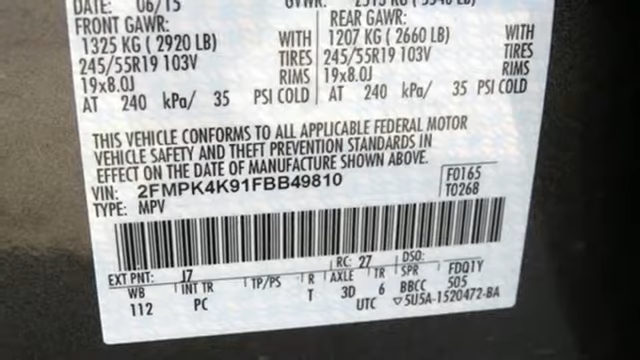 DATE: 06/15 GVWR:
FRONT GAWR: REAR GAWR:
1325 KG ( 2920 LB) WITH 1207 KG ( 2660 LB) WITH
245/55R19 103V TIRES 245/55R19 103V TIRES
19x8.0J RIMS 19x8.0J RIMS
AT 240 kPa/ 35 PSI COLD AT 240 kPa/ 35 PSI COLD
THIS VEHICLE CONFORMS TO ALL APPLICABLE FEDERAL MOTOR
VEHICLE SAFETY AND THEFT PREVENTION STANDARDS IN
EFFECT ON THE DATE OF MANUFACTURE SHOWN ABOVE.
VIN: 2FMPK4K91FBB49810 F0165
TYPE: MPV T0268
EXT PNT: J7 RC: 27 DSO:
WB INT TR TP/PS R AXLE TR SPR FDQ1Y
112 PC T 3D 6 BBCC 505
UTC ▽5U5A-1520472-BA